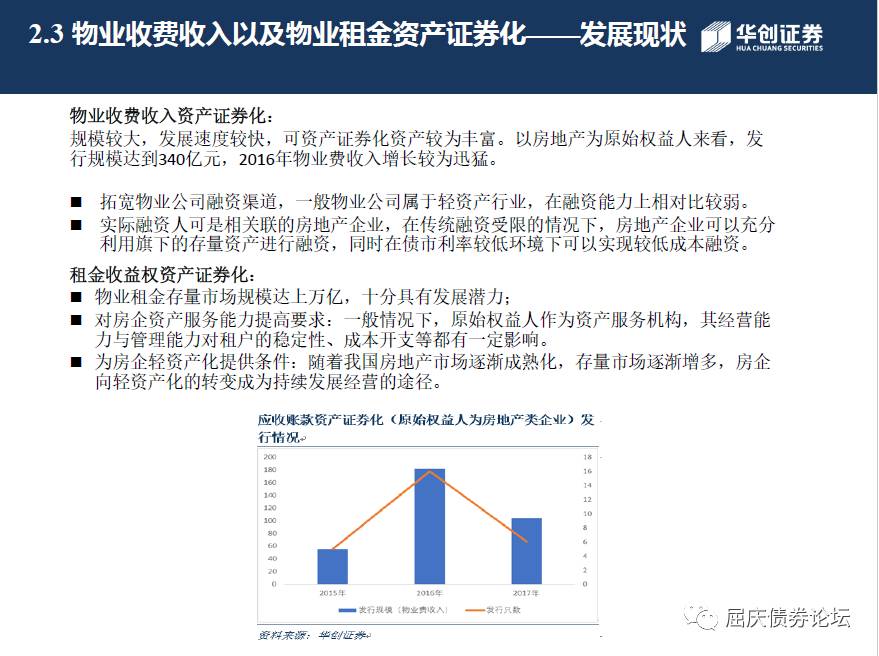 2.3 物业收费收入以及物业租金资产证券化——发展现状
华创证券
HUA CHUANG SECURITIES
物业收费收入资产证券化：
规模较大，发展速度较快，可资产证券化资产较为丰富。以房地产为原始权益人来看，发
行规模达到340亿元，2016年物业费收入增长较为迅猛。
■ 拓宽物业公司融资渠道，一般物业公司属于轻资产行业，在融资能力上相对比较弱。
■ 实际融资人可是相关联的房地产企业，在传统融资受限的情况下，房地产企业可以充分
利用旗下的存量资产进行融资，同时在债市利率较低环境下可以实现较低成本融资。
租金收益权资产证券化：
■ 物业租金存量市场规模达上万亿，十分具有发展潜力；
■ 对房企资产服务能力提高要求：一般情况下，原始权益人作为资产服务机构，其经营能
力与管理能力对租户的稳定性、成本开支等都有一定影响。
■ 为房企轻资产化提供条件：随着我国房地产市场逐渐成熟化，存量市场逐渐增多，房企
向轻资产化的转变成为持续发展经营的途径。
应收账款资产证券化（原始权益人为房地产类企业）发
行情况
200 18
180 16
160 14
140 12
120 10
100 8
80 6
60 4
40 2
20 0
0
2015年 2016年 2017年
发行规模（物业费收入） 发行只数
资料来源：华创证券
屈庆债券论坛